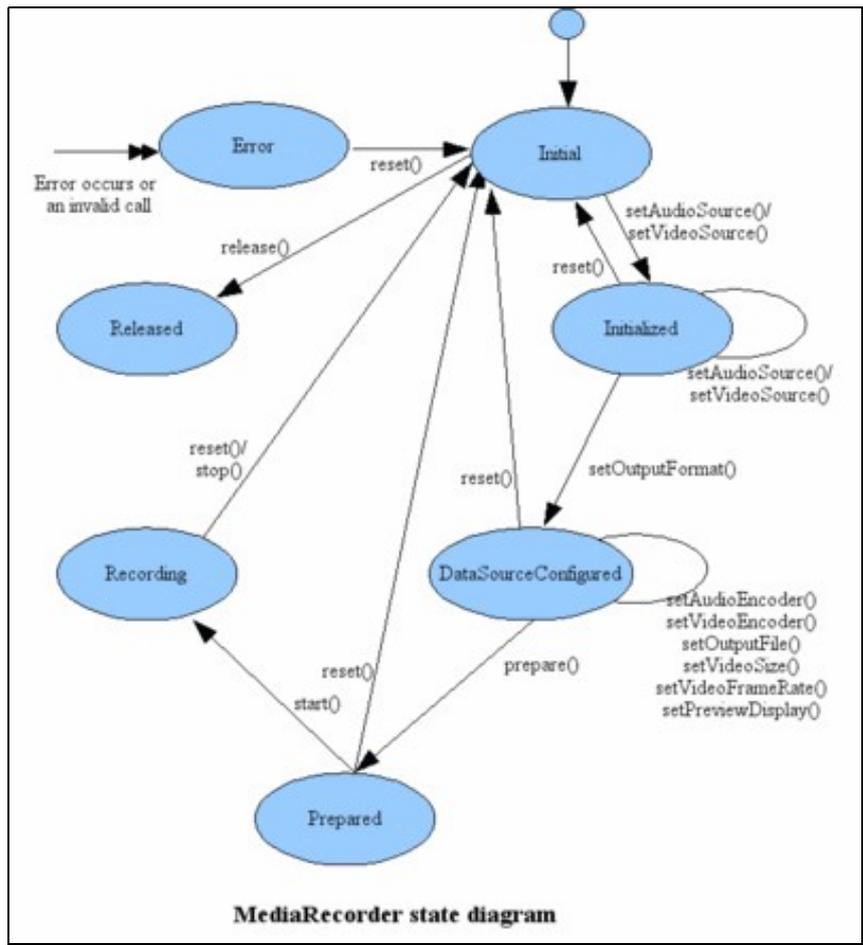 Error
Initial
reset()
Error occurs or
an invalid call
setAudioSource()/
setVideoSource()
release()
reset()
Released
Initialized
setAudioSource()/
setVideoSource()
reset()/
stop()
reset()
setOutputFormat()
Recording
DataSourceConfigured
setAudioEncoder()
setVideoEncoder()
setOutputFile()
setVideoSize()
setVideoFrameRate()
setPreviewDisplay()
reset()
prepare()
start()
Prepared
MediaRecorder state diagram